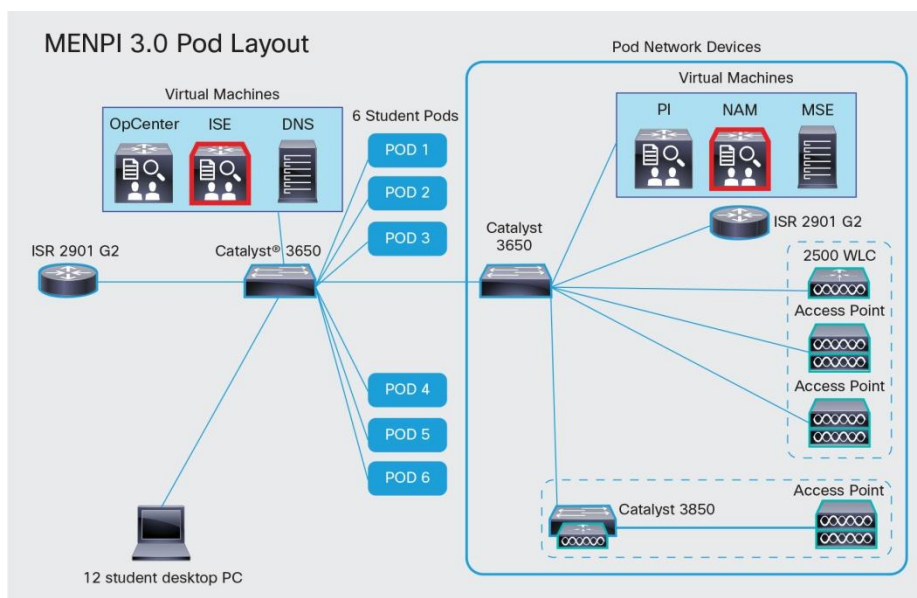 MENPI 3.0 Pod Layout
Virtual Machines
OpCenter
ISE
DNS
6 Student Pods
POD 1
POD 2
POD 3
ISR 2901 G2
Catalyst® 3650
POD 4
POD 5
POD 6
12 student desktop PC
Pod Network Devices
Virtual Machines
PI
NAM
MSE
Catalyst
3650
ISR 2901 G2
2500 WLC
Access Point
Access Point
Catalyst 3850
Access Point